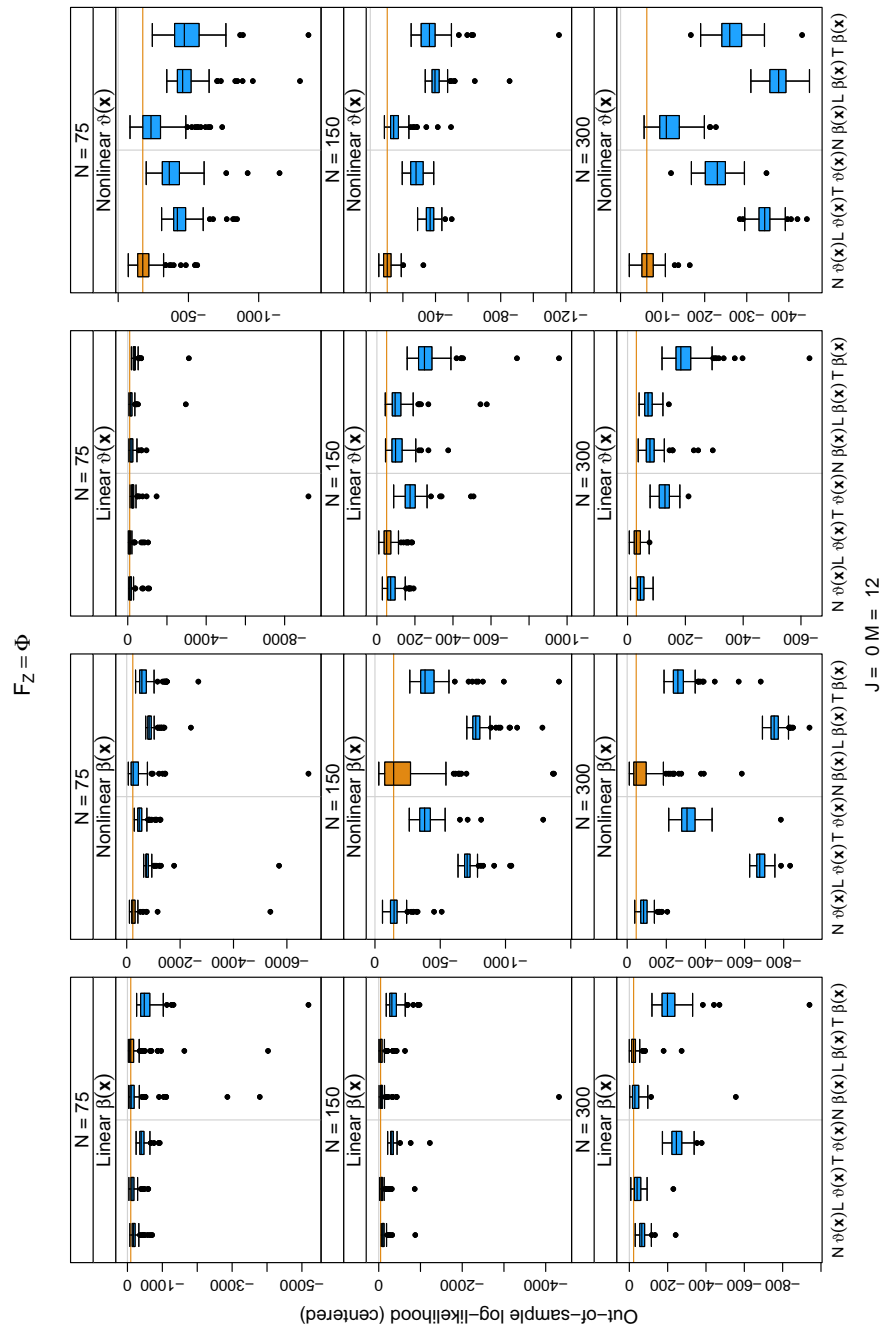 F_Z = Φ
Out−of−sample log−likelihood (centered)
N = 75
Linear β(x)
0
−1000
−3000
−5000
N = 75
Nonlinear β(x)
0
−2000
−4000
−6000
N = 75
Linear ϑ(x)
0
−4000
−8000
N = 75
Nonlinear ϑ(x)
−500
−1000
N = 150
Linear β(x)
0
−2000
−4000
N = 150
Nonlinear β(x)
0
−500
−1000
N = 150
Linear ϑ(x)
0
−200
−400
−600
−1000
N = 150
Nonlinear ϑ(x)
−400
−800
−1200
N = 300
Linear β(x)
0
−200
−400
−600
−800
N = 300
Nonlinear β(x)
0
−200
−400
−600
−800
N = 300
Linear ϑ(x)
0
−200
−400
−600
N = 300
Nonlinear ϑ(x)
−100
−200
−300
−400
N ϑ(x)L ϑ(x)T ϑ(x)N β(x)L β(x) T β(x)
N ϑ(x)L ϑ(x)T ϑ(x)N β(x)L β(x) T β(x)
N ϑ(x)L ϑ(x)T ϑ(x)N β(x)L β(x) T β(x)
N ϑ(x)L ϑ(x)T ϑ(x)N β(x)L β(x) T β(x)
J = 0 M = 12